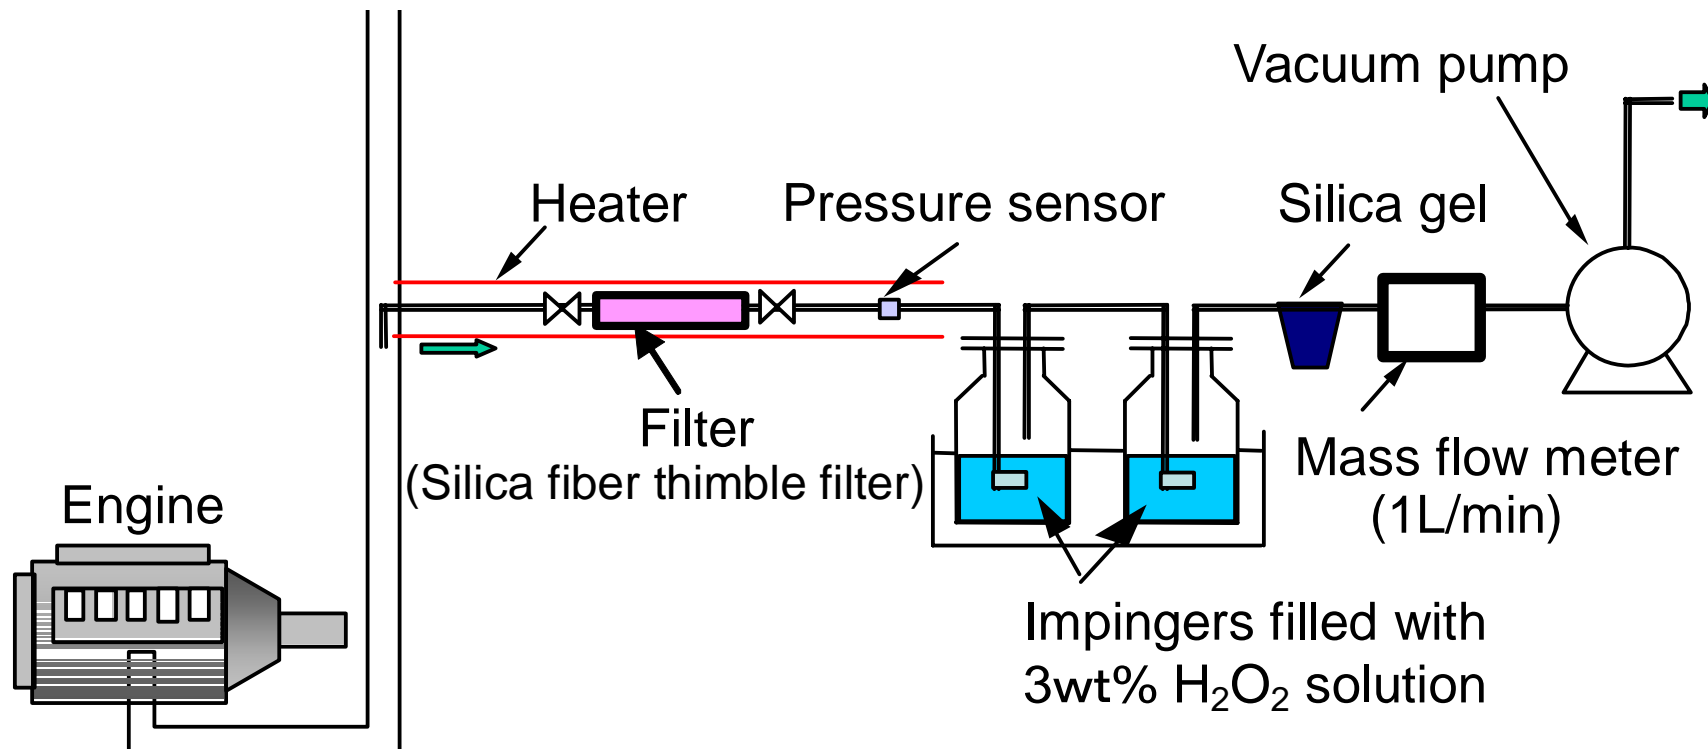 Vacuum pump
Heater
Pressure sensor
Silica gel
Filter
(Silica fiber thimble filter)
Mass flow meter
(1L/min)
Engine
Impingers filled with
3wt% H₂O₂ solution